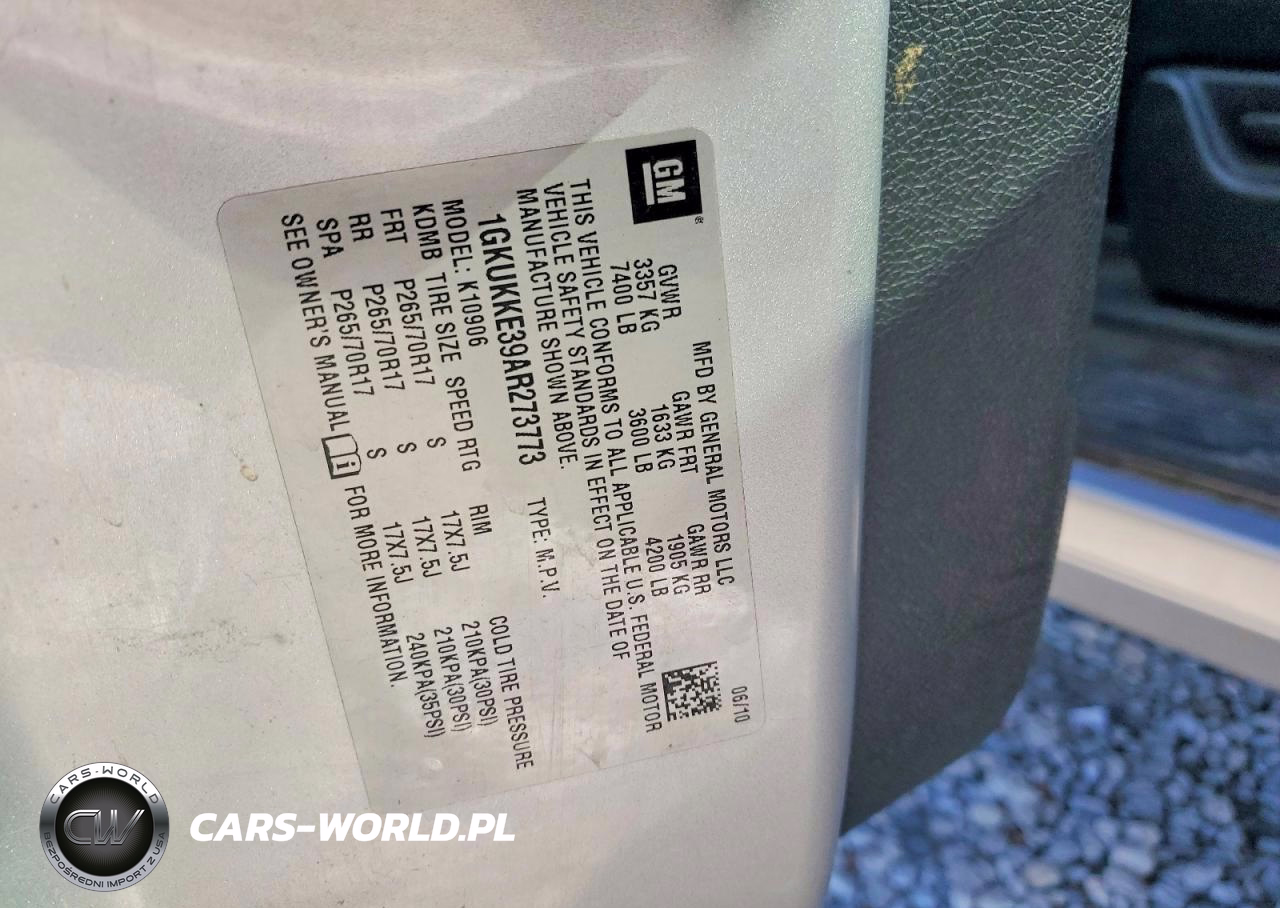 GM
MFD BY GENERAL MOTORS LLC
06/10
GVWR GAWR FRT GAWR RR
3357 KG 1633 KG 1905 KG
7400 LB 3600 LB 4200 LB
THIS VEHICLE CONFORMS TO ALL APPLICABLE U.S. FEDERAL MOTOR
VEHICLE SAFETY STANDARDS IN EFFECT ON THE DATE OF
MANUFACTURE SHOWN ABOVE.
1GKUKKE39AR273773 TYPE: M.P.V.
MODEL: K10906
KDMB TIRE SIZE SPEED RTG RIM COLD TIRE PRESSURE
FRT P265/70R17 S 17X7.5J 210KPA(30PSI)
RR P265/70R17 S 17X7.5J 210KPA(30PSI)
SPA P265/70R17 S 17X7.5J 240KPA(35PSI)
SEE OWNER'S MANUAL FOR MORE INFORMATION.
CARS-WORLD
CW
BEZPOŚREDNI IMPORT Z USA
CARS-WORLD.PL